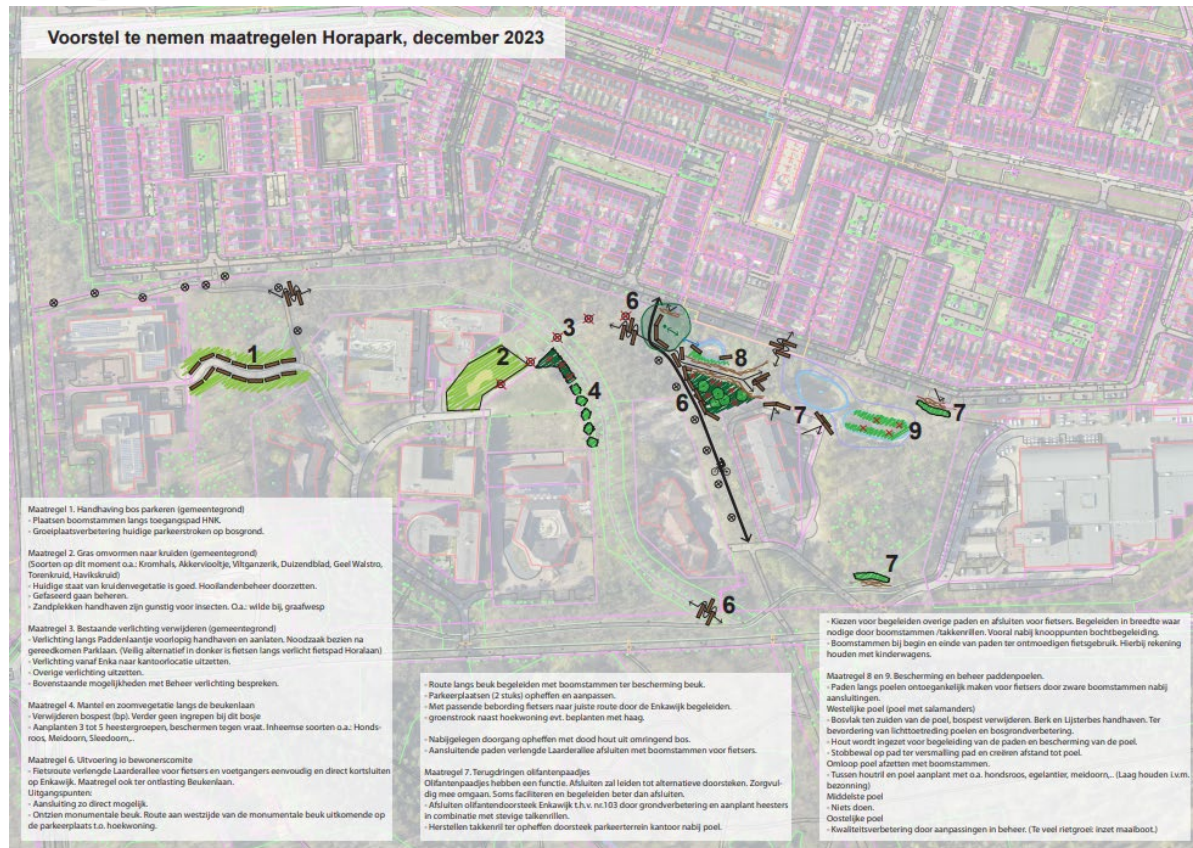 Voorstel te nemen maatregelen Horapark, december 2023
1
2
3
4
6
6
8
7
9
7
7
6
Maatregel 1. Handhaving bos parkeren (gemeentegrond)
- Plaatsen boomstammen langs toegangspad HNK.
- Groeiplaatsverbetering huidige parkeerstroken op bosgrond.
Maatregel 2. Gras omvormen naar kruiden (gemeentegrond)
(Soorten op dit moment o.a.: Kromhals, Akkerviooltje, Viltganzerik, Duizendblad, Geel Walstro,
Torenkruid, Havikskruid)
- Huidige staat van kruidenvegetatie is goed. Hooilandenbeheer doorzetten.
- Gefaseerd gaan beheren.
- Zandplekken handhaven zijn gunstig voor insecten. O.a.: wilde bij, graafwesp
Maatregel 3. Bestaande verlichting verwijderen (gemeentegrond)
- Verlichting langs Paddenlaantje voorlopig handhaven en aanlaten. Noodzaak bezien na
gereedkomen Parklaan. (Veilig alternatief in donker is fietsen langs verlicht fietspad Horalaan)
- Verlichting vanaf Enka naar kantoorlocatie uitzetten.
- Overige verlichting uitzetten.
- Bovenstaande mogelijkheden met Beheer verlichting bespreken.
Maatregel 4. Mantel en zoomvegetatie langs de beukenlaan
- Verwijderen bospest (bp). Verder geen ingrepen bij dit bosje
- Aanplanten 3 tot 5 heestergroepen, beschermen tegen vraat. Inheemse soorten o.a.: Honds-
roos, Meidoorn, Sleedoorn,..
Maatregel 6. Uitvoering io bewonerscomite
- Fietsroute verlengde Laarderallee voor fietsers en voetgangers eenvoudig en direct kortsluiten
op Enkawijk. Maatregel ook ter ontlasting Beukenlaan.
Uitgangspunten:
- Aansluiting zo direct mogelijk.
- Ontzien monumentale beuk. Route aan westzijde van de monumentale beuk uitkomende op
de parkeerplaats t.o. hoekwoning.
- Route langs beuk begeleiden met boomstammen ter bescherming beuk.
- Parkeerplaatsen (2 stuks) opheffen en aanpassen.
- Met passende bebording fietsers naar juiste route door de Enkawijk begeleiden.
- groenstrook naast hoekwoning evt. beplanten met haag.
- Nabijgelegen doorgang opheffen met dood hout uit omringend bos.
- Aansluitende paden verlengde Laarderallee afsluiten met boomstammen voor fietsers.
Maatregel 7. Terugdringen olifantenpaadjes
Olifantenpaadjes hebben een functie. Afsluiten zal leiden tot alternatieve doorsteken. Zorgvul-
dig mee omgaan. Soms faciliteren en begeleiden beter dan afsluiten.
- Afsluiten olifantendoorsteek Enkawijk t.h.v. nr.103 door grondverbetering en aanplant heesters
in combinatie met stevige talkenrillen.
- Herstellen takkenril ter opheffen doorsteek parkeerterrein kantoor nabij poel.
- Kiezen voor begeleiden overige paden en afsluiten voor fietsers. Begeleiden in breedte waar
nodige door boomstammen /takkenrillen. Vooral nabij knooppunten bochtbegeleiding.
- Boomstammen bij begin en einde van paden ter ontmoedigen fietsgebruik. Hierbij rekening
houden met kinderwagens.
Maatregel 8 en 9. Bescherming en beheer paddenpoelen.
- Paden langs poelen ontoegankelijk maken voor fietsers door zware boomstammen nabij
aansluitingen.
Westelijke poel (poel met salamanders)
- Bosvlak ten zuiden van de poel, bospest verwijderen. Berk en Lijsterbes handhaven. Ter
bevordering van lichttoetreding poelen en bosgrondverbetering.
- Hout wordt ingezet voor begeleiding van de paden en bescherming van de poel.
- Stobbewal op pad ter versmalling pad en creëren afstand tot poel.
Omloop poel afzetten met boomstammen.
- Tussen houtril en poel aanplant met o.a. hondsroos, egelantier, meidoorn,.. (Laag houden i.v.m.
bezonning)
Middelste poel
- Niets doen.
Oostelijke poel
- Kwaliteitsverbetering door aanpassingen in beheer. (Te veel rietgroei: inzet maaiboot.)